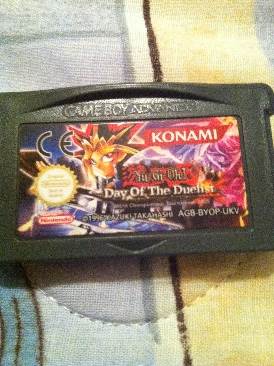 GAME BOY ADVANCE
CE
KONAMI
Yu-Gi-Oh!
Day Of The Duelist
Nintendo
©1996 KAZUKI TAKAHASHI AGB-BYOP-UKV